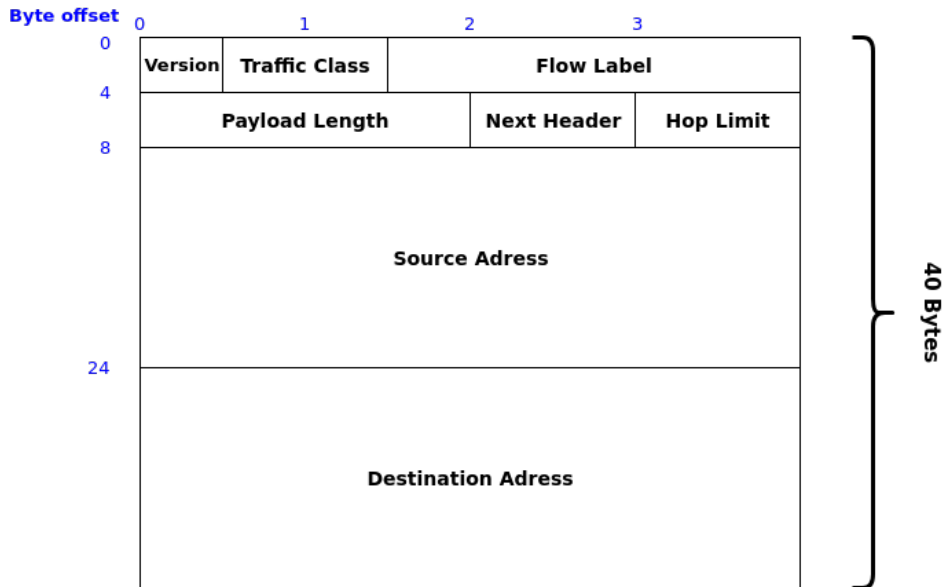 Byte offset
0 1 2 3
0
Version Traffic Class Flow Label
4
Payload Length Next Header Hop Limit
8
Source Adress
24
Destination Adress
40 Bytes